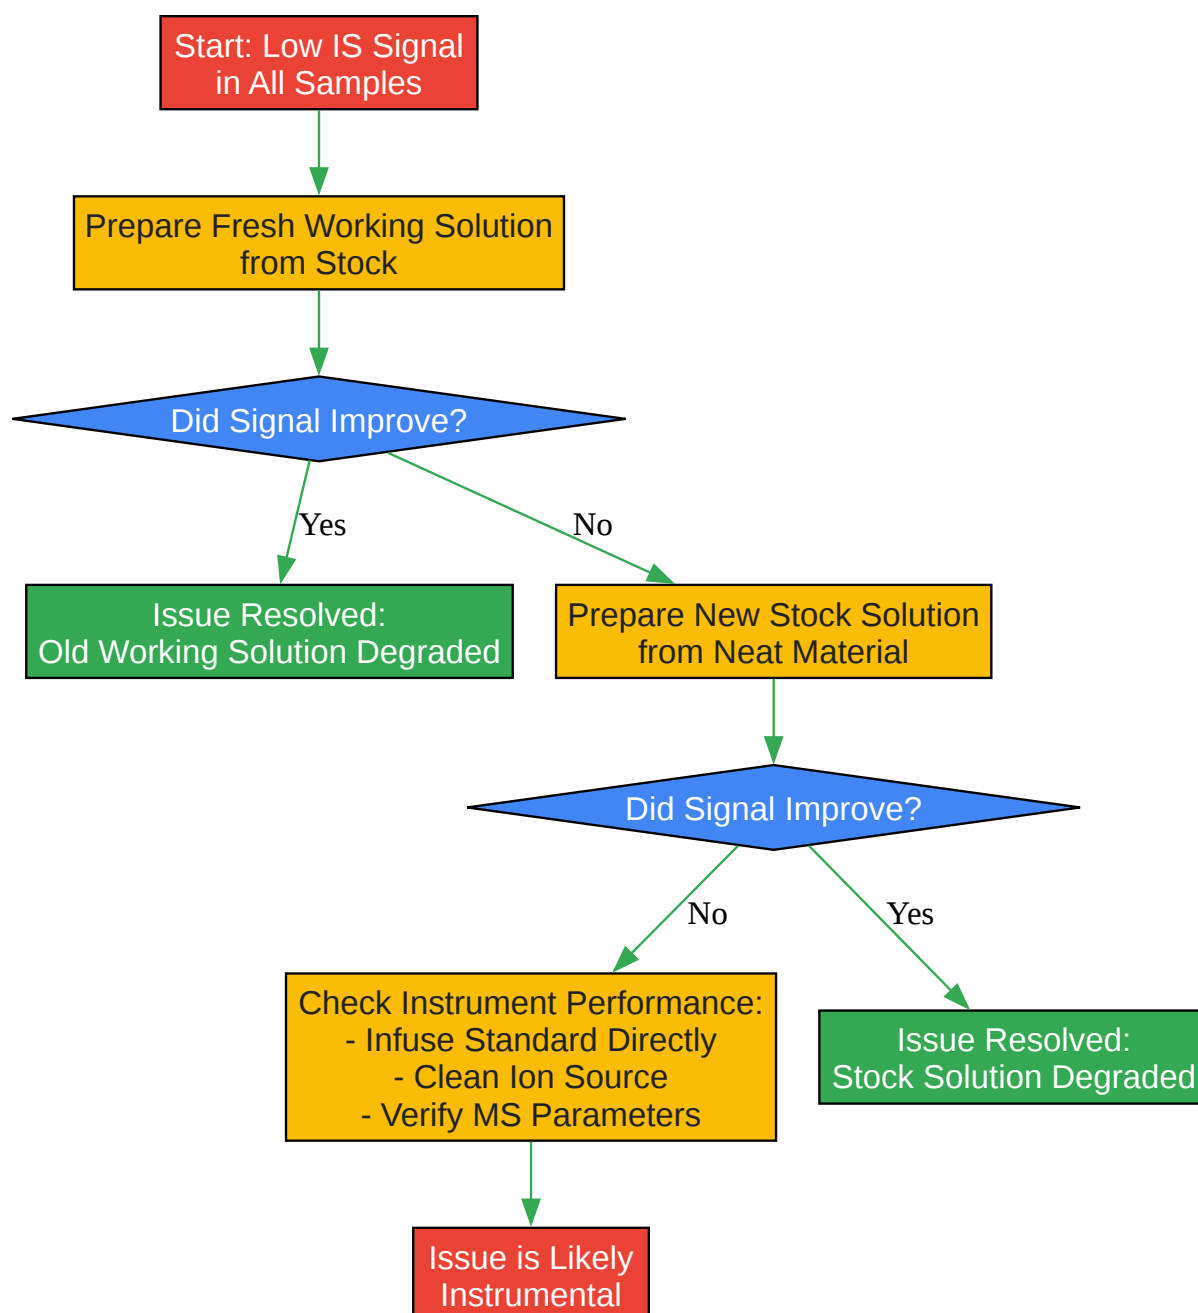 Start: Low IS Signal
in All Samples
Prepare Fresh Working Solution
from Stock
Did Signal Improve?
Yes
No
Issue Resolved:
Old Working Solution Degraded
Prepare New Stock Solution
from Neat Material
Did Signal Improve?
No
Yes
Check Instrument Performance:
- Infuse Standard Directly
- Clean Ion Source
- Verify MS Parameters
Issue Resolved:
Stock Solution Degraded
Issue is Likely
Instrumental